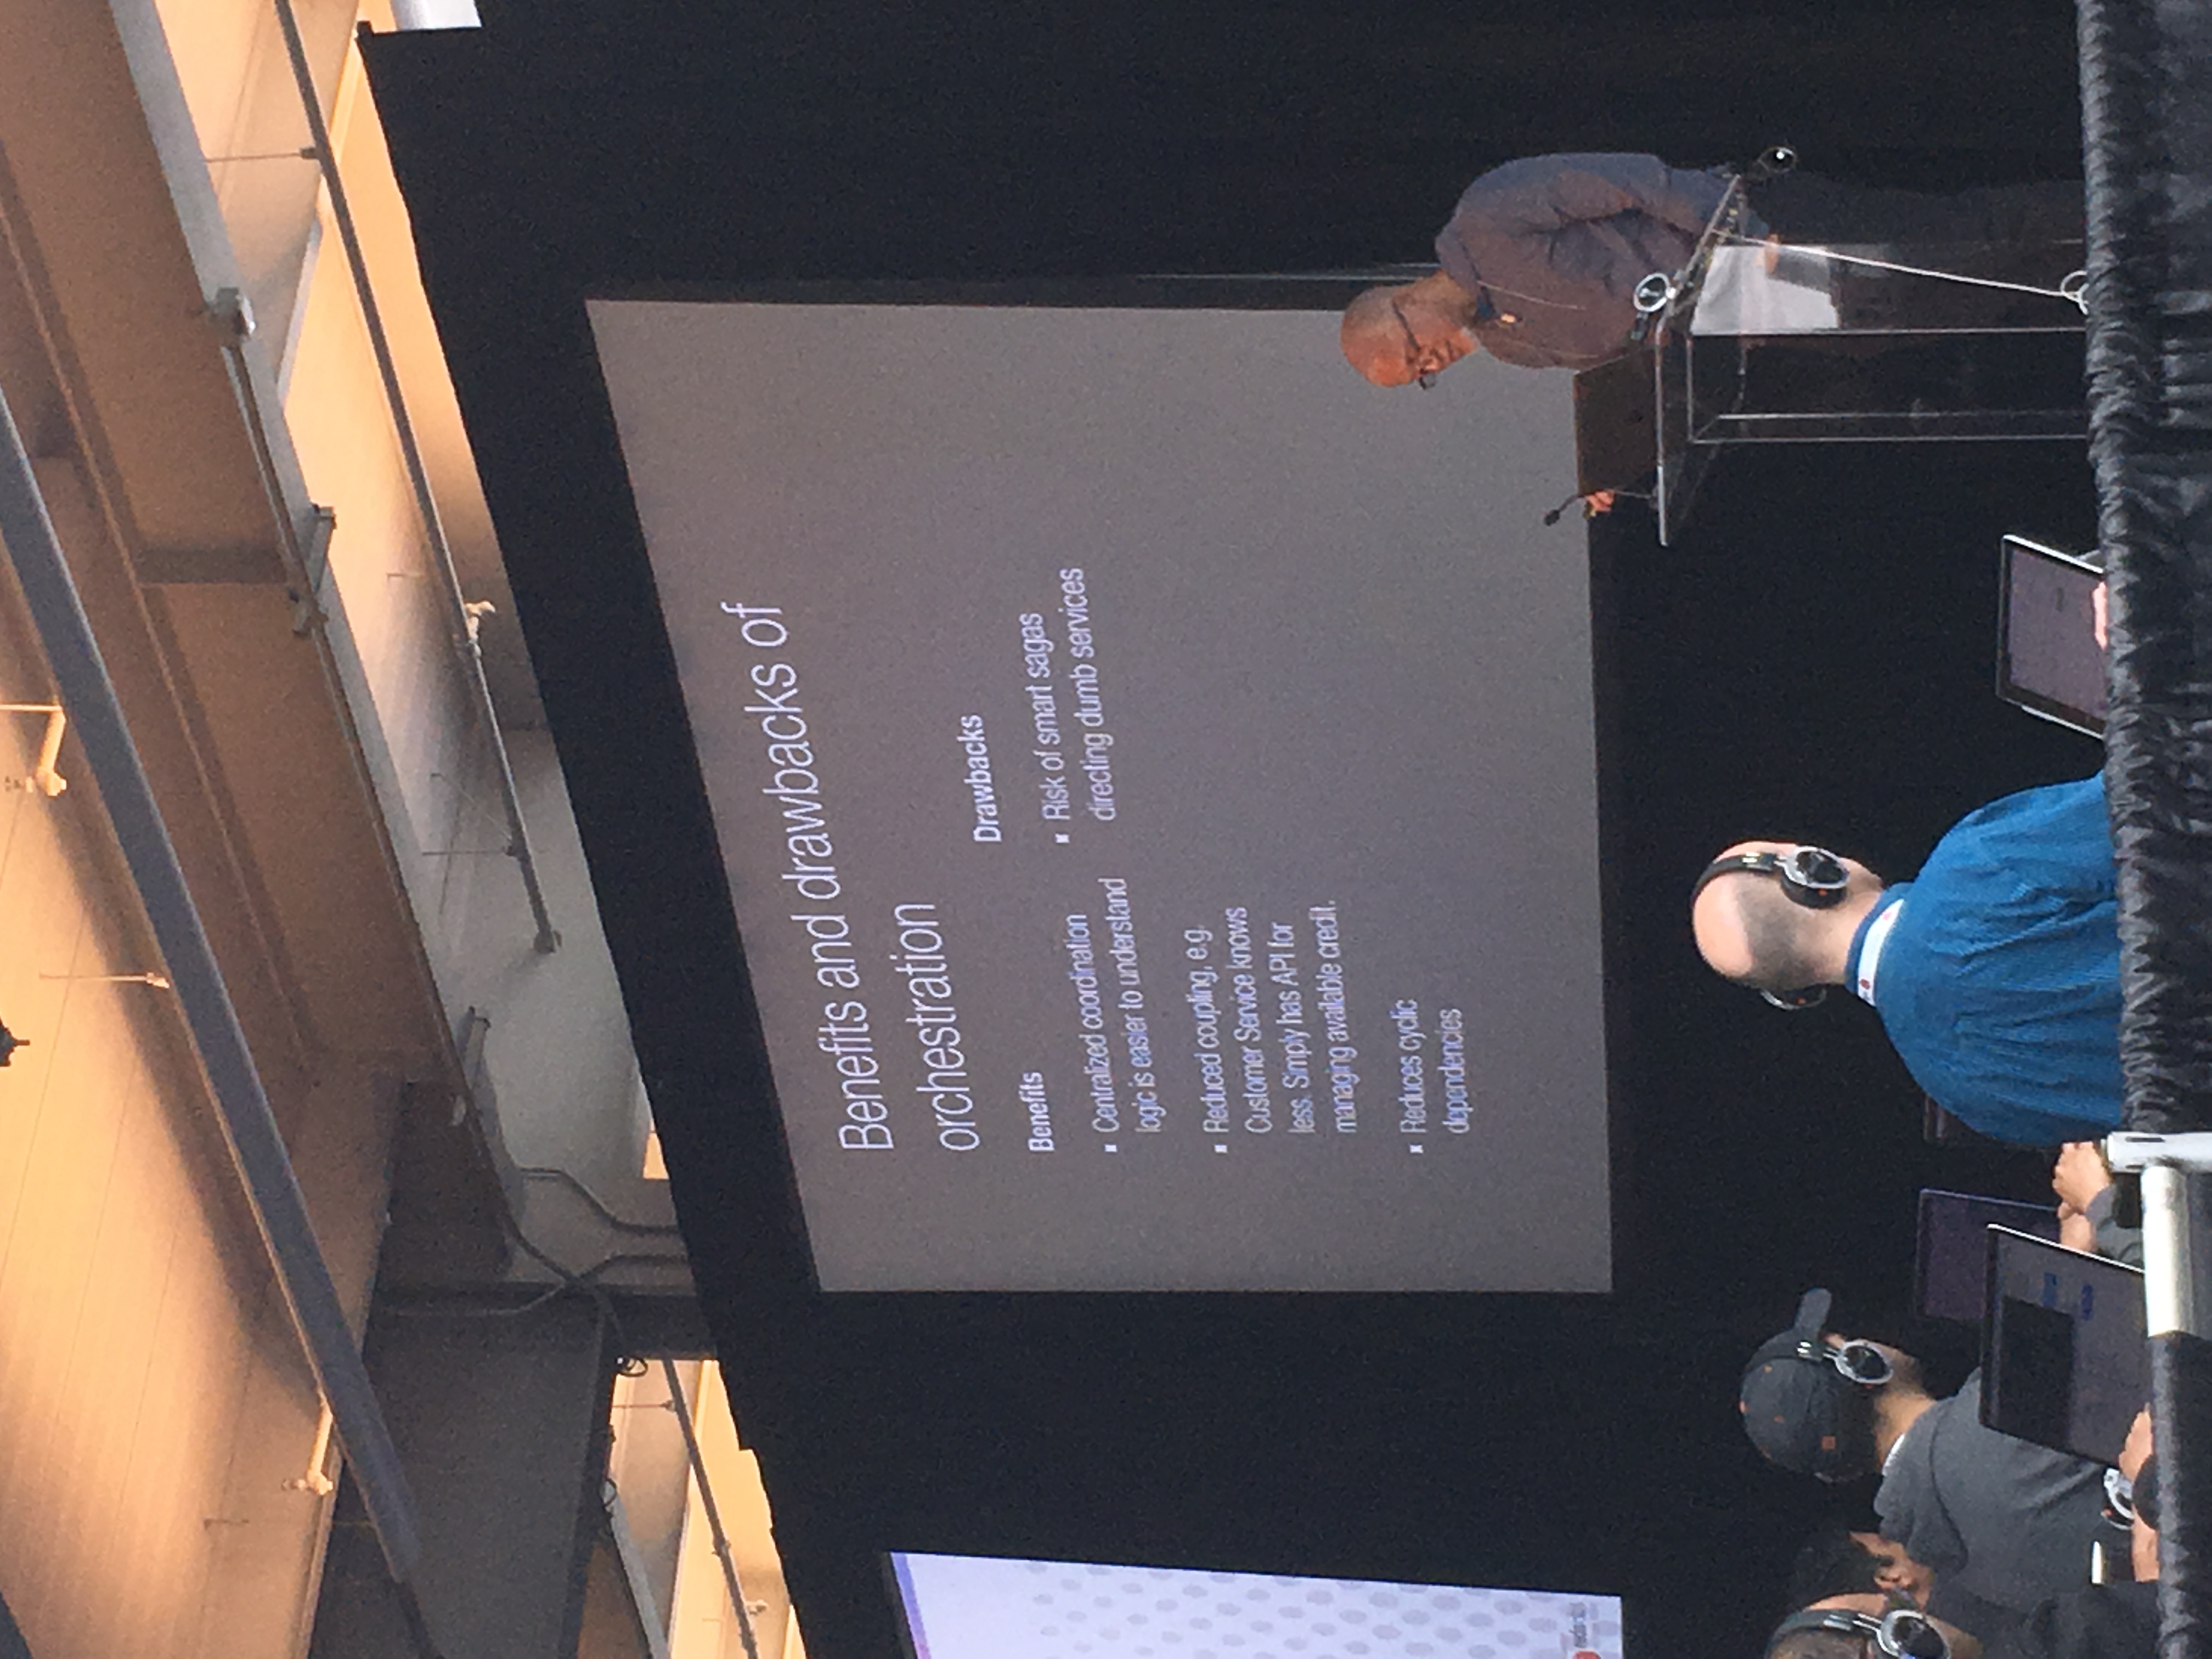 Benefits and drawbacks of
orchestration
Benefits
▪ Centralized coordination
logic is easier to understand
▪ Reduced coupling, e.g.
Customer Service knows
less. Simply has API for
managing available credit.
▪ Reduces cyclic
dependencies
Drawbacks
▪ Risk of smart sagas
directing dumb services